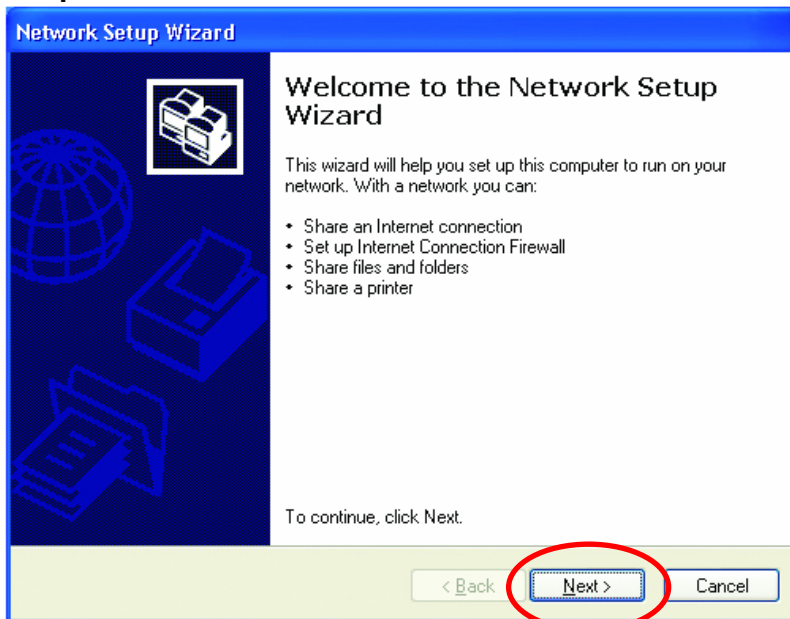 Network Setup Wizard
Welcome to the Network Setup
Wizard
This wizard will help you set up this computer to run on your
network. With a network you can:
• Share an Internet connection
• Set up Internet Connection Firewall
• Share files and folders
• Share a printer
To continue, click Next.
< Back
Next >
Cancel